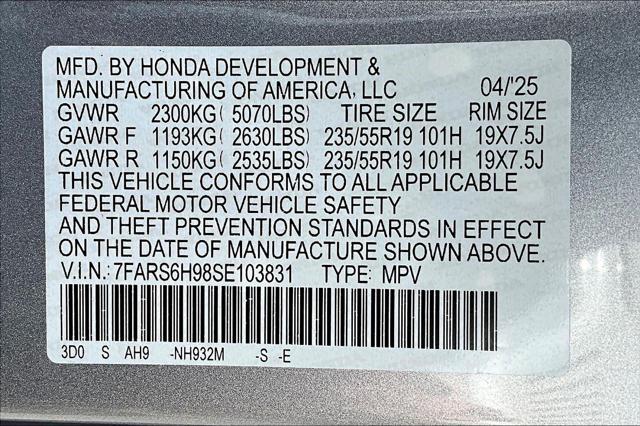 MFD. BY HONDA DEVELOPMENT &
MANUFACTURING OF AMERICA, LLC 04/'25
GVWR 2300KG( 5070LBS) TIRE SIZE RIM SIZE
GAWR F 1193KG( 2630LBS) 235/55R19 101H 19X7.5J
GAWR R 1150KG( 2535LBS) 235/55R19 101H 19X7.5J
THIS VEHICLE CONFORMS TO ALL APPLICABLE
FEDERAL MOTOR VEHICLE SAFETY
AND THEFT PREVENTION STANDARDS IN EFFECT
ON THE DATE OF MANUFACTURE SHOWN ABOVE.
V.I.N.: 7FARS6H98SE103831 TYPE: MPV
3D0 S AH9 -NH932M -S -E